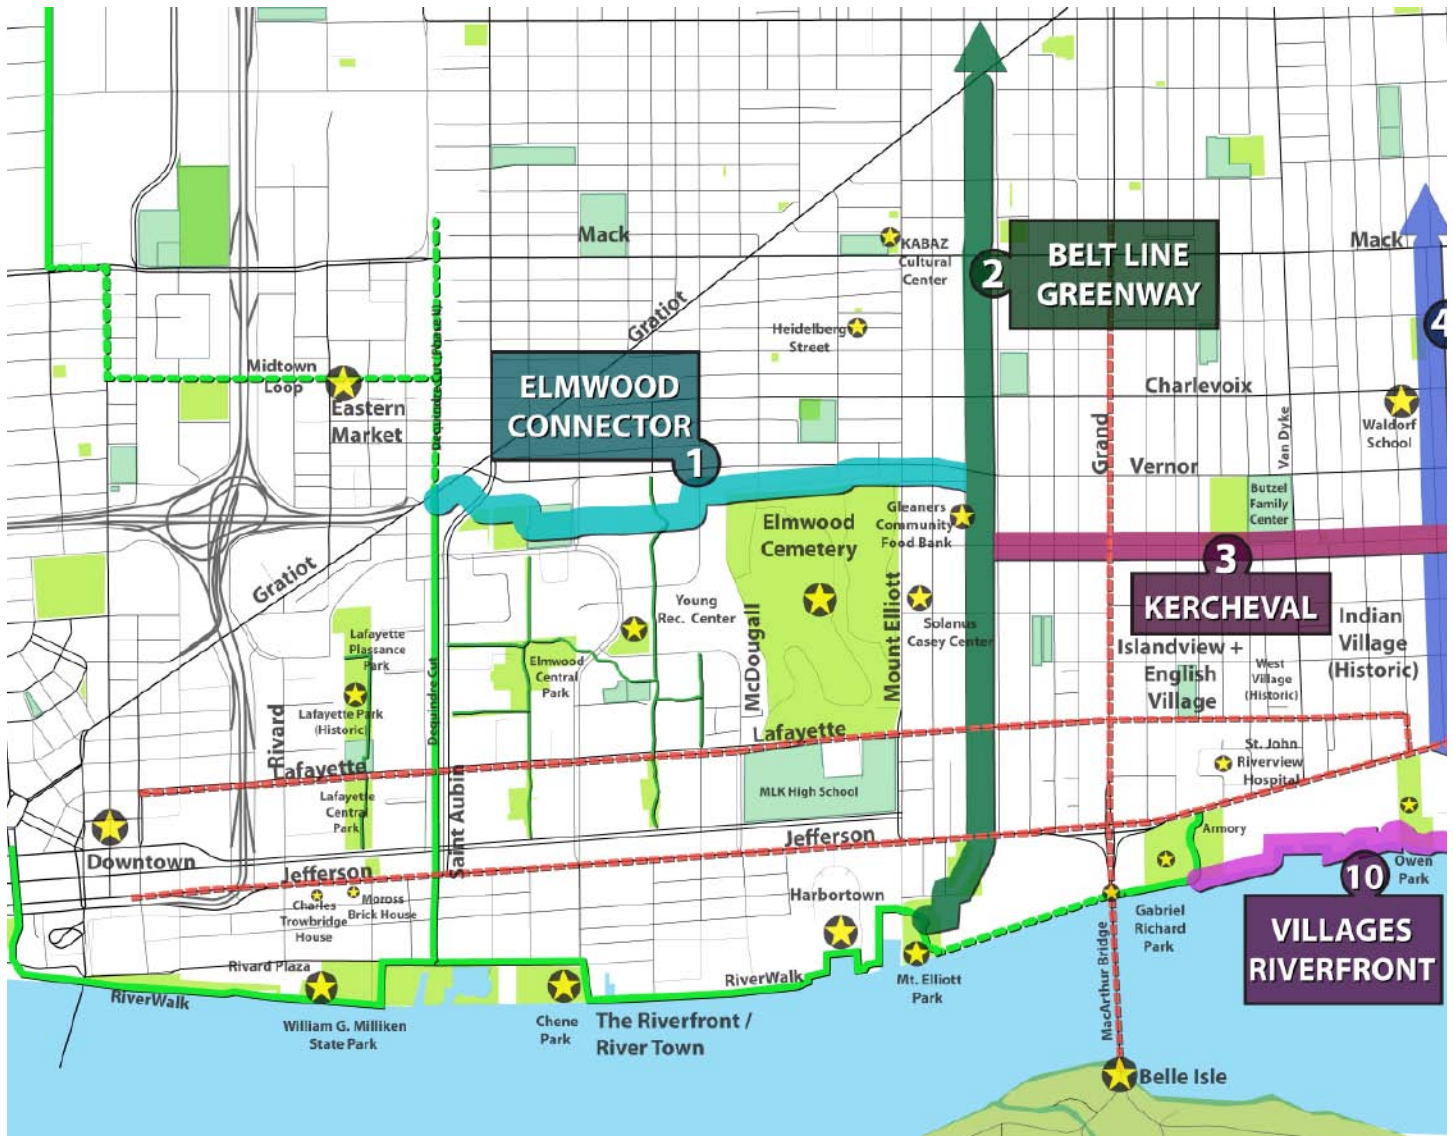 Mack
KABAZ
Cultural
Center
2
BELT LINE
GREENWAY
Mack
4
Gratiot
Heidelberg
Street
Midtown
Loop
Eastern
Market
ELMWOOD
CONNECTOR
1
Charlevoix
Waldorf
School
Grand
Van Dyke
Vernor
Butzel
Family
Center
Gleaners
Community
Food Bank
Elmwood
Cemetery
3
KERCHEVAL
Gratiot
Young
Rec. Center
McDougall
Mount Elliott
Solanus
Casey Center
Indian
Village
(Historic)
Islandview +
English
Village
West
Village
(Historic)
Lafayette
Plassance
Park
Elmwood
Central
Park
Dequindre Cut
Lafayette Park
(Historic)
Rivard
Lafayette
Lafayette
St. John
Riverview
Hospital
Lafayette
Central
Park
Saint Aubin
MLK High School
Downtown
Jefferson
Jefferson
Armory
Owen
Park
10
VILLAGES
RIVERFRONT
Charles
Trowbridge
House
Moross
Brick House
Harbortown
Gabriel
Richard
Park
MacArthur Bridge
Rivard Plaza
RiverWalk
RiverWalk
Mt. Elliott
Park
William G. Milliken
State Park
Chene
Park
The Riverfront /
River Town
Belle Isle